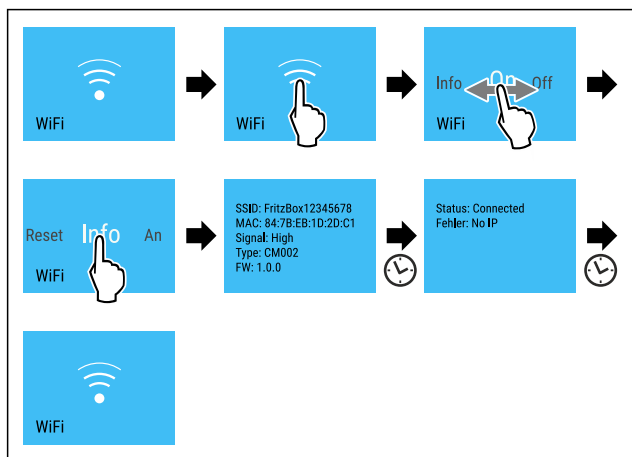 WiFi
WiFi
Info On Off
WiFi
Reset Info An
WiFi
SSID: FritzBox12345678
MAC: 84:7B:EB:1D:2D:C1
Signal: High
Type: CM002
FW: 1.0.0
Status: Connected
Fehler: No IP
WiFi